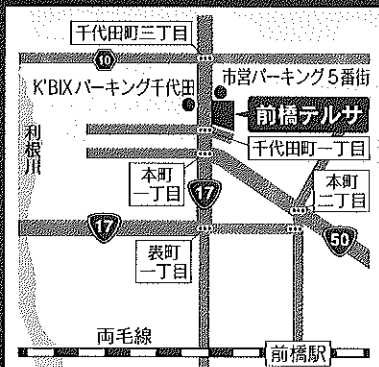 千代田町三丁目
10
K'BIXパーキング千代田
市営パーキング5番街
前橋テルサ
利根川
千代田町一丁目
本町
一丁目
17
本町
二丁目
17
表町
一丁目
50
両毛線
前橋駅